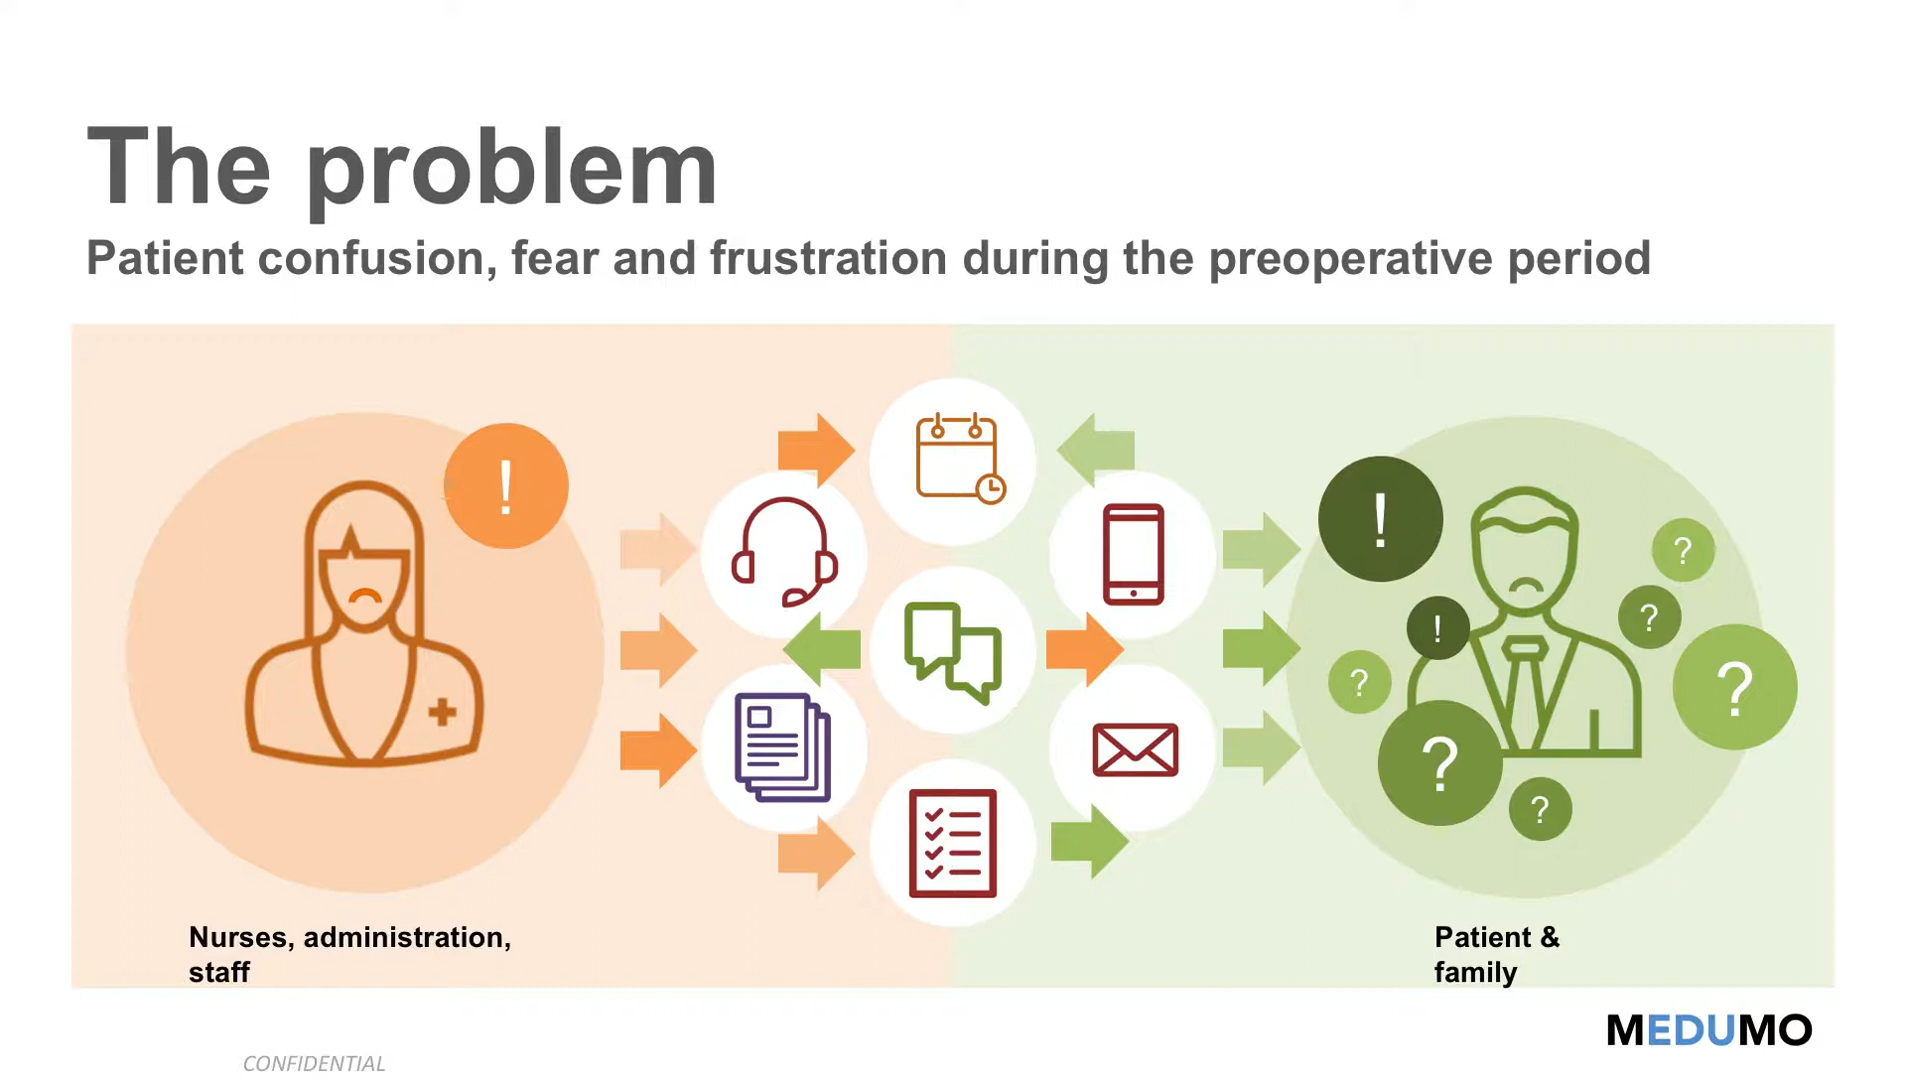 The problem
Patient confusion, fear and frustration during the preoperative period
!
!
?
?
!
?
?
?
?
Nurses, administration,
staff
Patient &
family
MEDUMO
CONFIDENTIAL